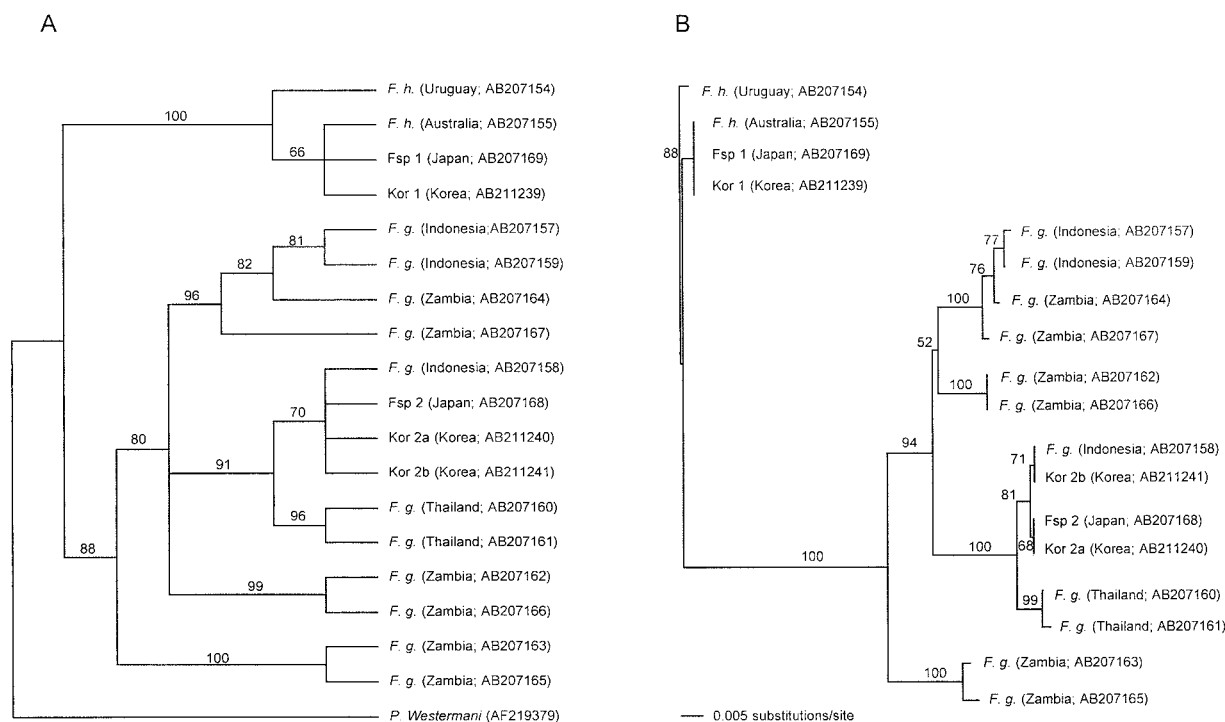 A
100
F. h. (Uruguay; AB207154)
F. h. (Australia; AB207155)
66
Fsp 1 (Japan; AB207169)
Kor 1 (Korea; AB211239)
F. g. (Indonesia;AB207157)
81
F. g. (Indonesia; AB207159)
82
F. g. (Zambia; AB207164)
96
F. g. (Zambia; AB207167)
F. g. (Indonesia; AB207158)
Fsp 2 (Japan; AB207168)
70
80
Kor 2a (Korea; AB211240)
91
Kor 2b (Korea; AB211241)
F. g. (Thailand; AB207160)
96
F. g. (Thailand; AB207161)
88
F. g. (Zambia; AB207162)
99
F. g. (Zambia; AB207166)
F. g. (Zambia; AB207163)
100
F. g. (Zambia; AB207165)
P. Westermani (AF219379)
B
F. h. (Uruguay; AB207154)
F. h. (Australia; AB207155)
88
Fsp 1 (Japan; AB207169)
Kor 1 (Korea; AB211239)
F. g. (Indonesia; AB207157)
77
F. g. (Indonesia; AB207159)
76
F. g. (Zambia; AB207164)
100
F. g. (Zambia; AB207167)
52
F. g. (Zambia; AB207162)
100
F. g. (Zambia; AB207166)
94
F. g. (Indonesia; AB207158)
71
Kor 2b (Korea; AB211241)
81
Fsp 2 (Japan; AB207168)
100
68
Kor 2a (Korea; AB211240)
100
F. g. (Thailand; AB207160)
99
F. g. (Thailand; AB207161)
F. g. (Zambia; AB207163)
100
F. g. (Zambia; AB207165)
0.005 substitutions/site